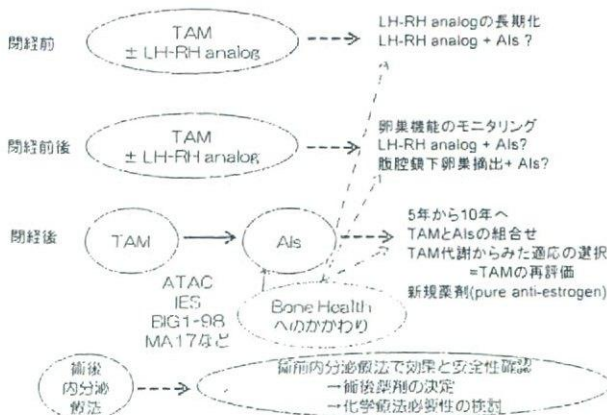 閉経前
TAM
± LH-RH analog
LH-RH analogの長期化
LH-RH analog + AIs ?
閉経前後
TAM
± LH-RH analog
卵巣機能のモニタリング
LH-RH analog + AIs?
腹腔鏡下卵巣摘出+ AIs?
閉経後
TAM
AIs
5年から10年へ
TAMとAIsの組合せ
TAM代謝からみた適応の選択
=TAMの再評価
新規薬剤(pure anti-estrogen)
ATAC
IES
BIG1-98
MA17など
Bone Health
へのかかわり
術後
内分泌
療法
術前内分泌療法で効果と安全性確認
→術後薬剤の決定
→化学療法必要性の検討